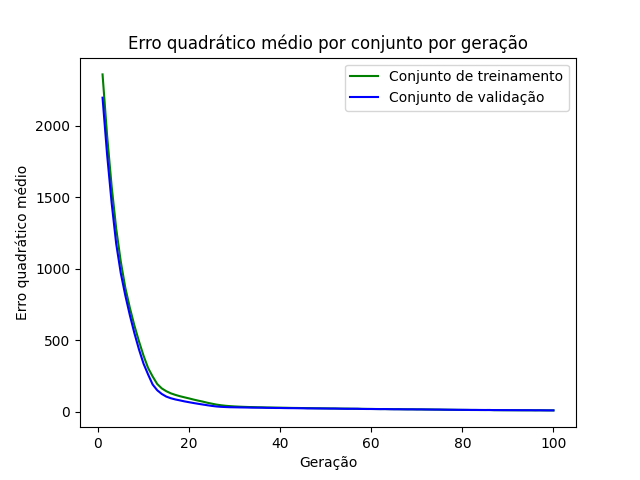 Erro quadrático médio por conjunto por geração
Conjunto de treinamento
Conjunto de validação
Erro quadrático médio
2000
1500
1000
500
0
0 20 40 60 80 100
Geração